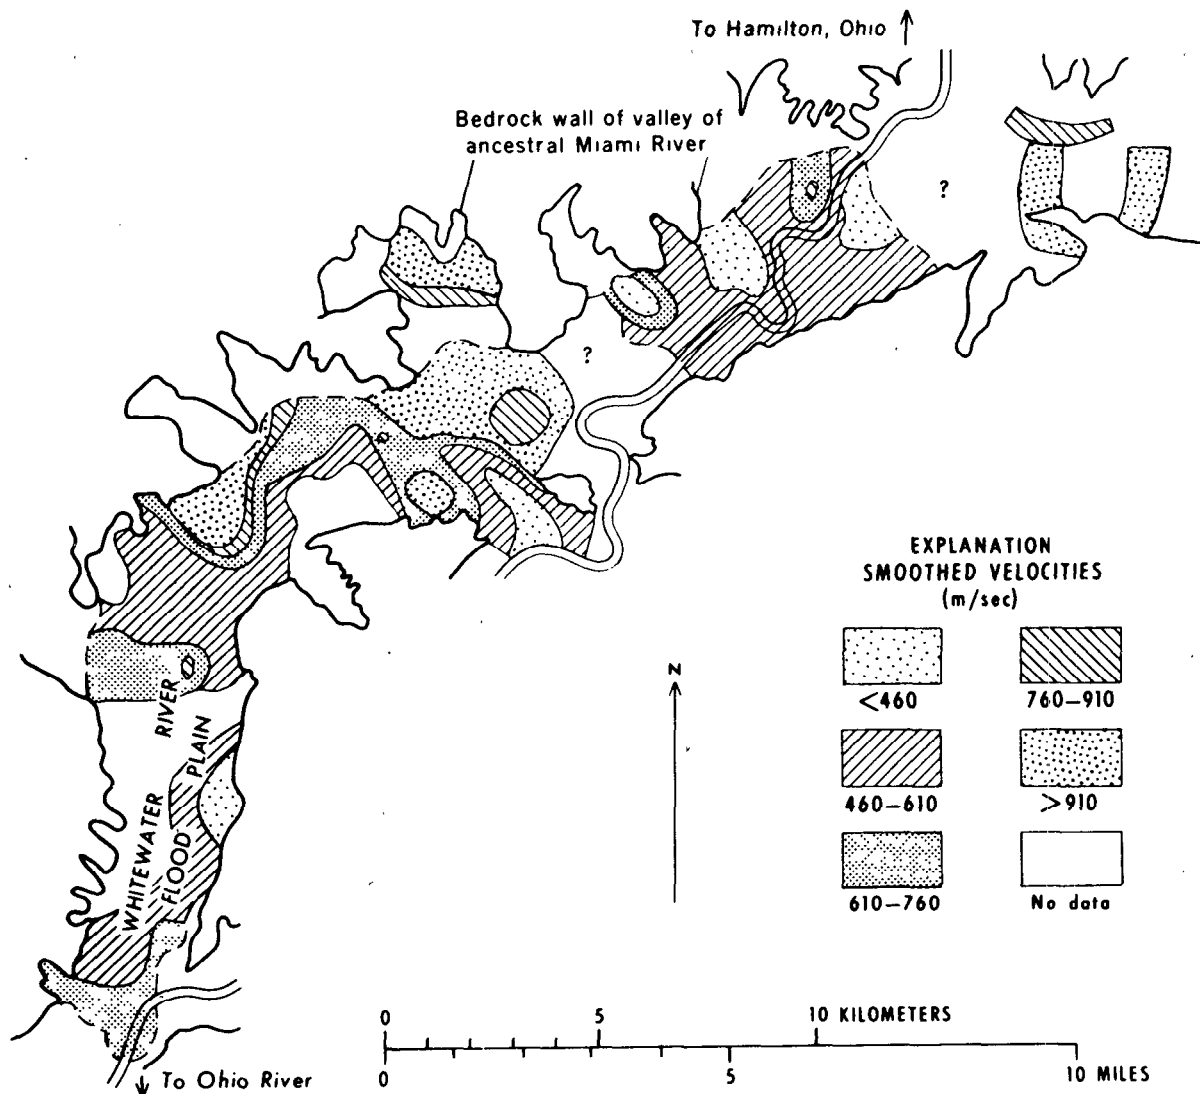 To Hamilton, Ohio ↑
Bedrock wall of valley of
ancestral Miami River
?
?
EXPLANATION
SMOOTHED VELOCITIES
(m/sec)
<460
760–910
460–610
>910
610–760
No data
N
RIVER
PLAIN
WHITEWATER
FLOOD
0 5 10 KILOMETERS
0 5 10 MILES
↓ To Ohio River